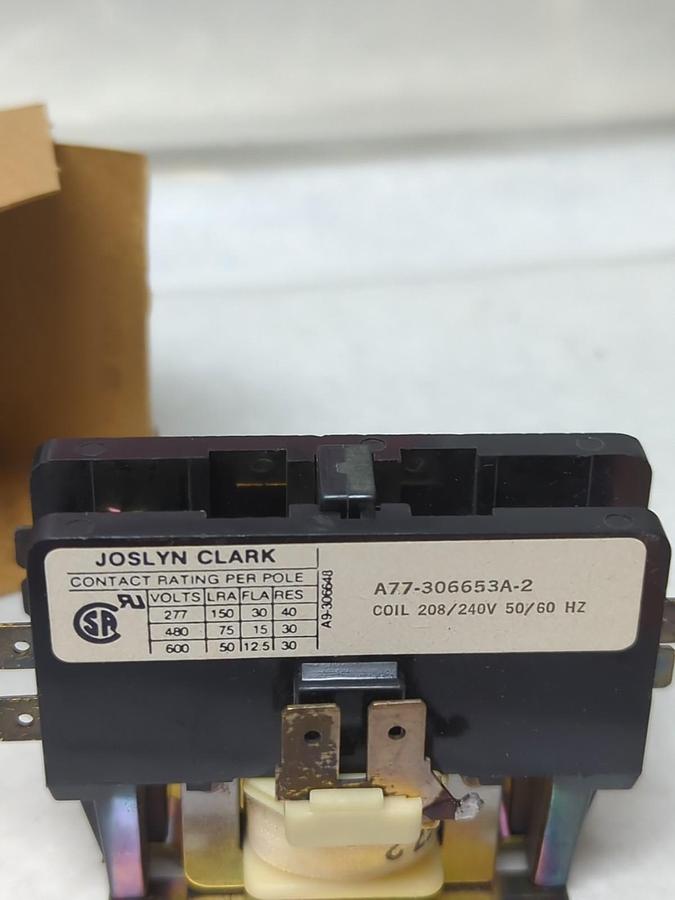 JOSLYN CLARK
CONTACT RATING PER POLE
VOLTS LRA FLA RES
277 150 30 40
480 75 15 30
600 50 12.5 30
A9-306648
A77-306653A-2
COIL 208/240V 50/60 HZ